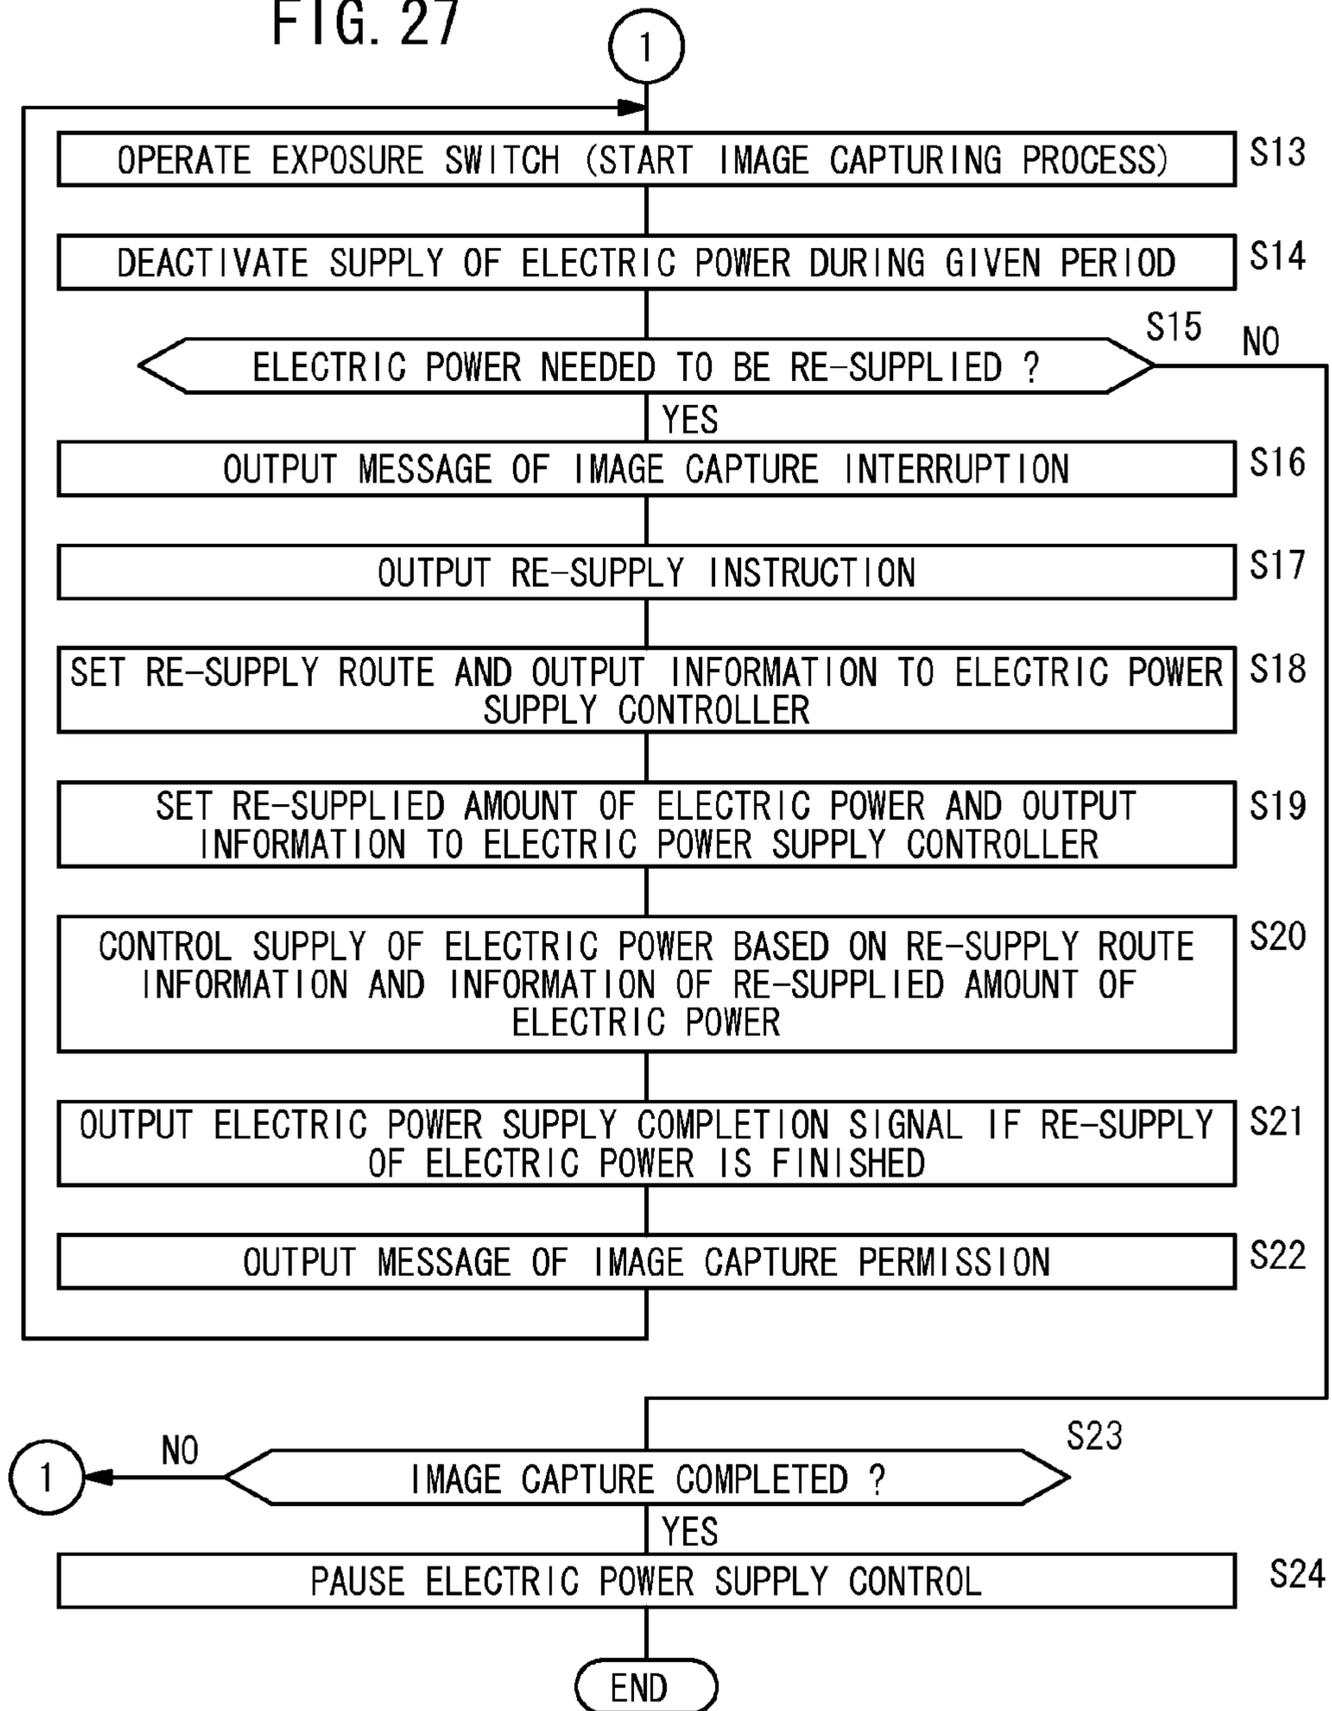 FIG. 27
1
OPERATE EXPOSURE SWITCH (START IMAGE CAPTURING PROCESS)
S13
DEACTIVATE SUPPLY OF ELECTRIC POWER DURING GIVEN PERIOD
S14
ELECTRIC POWER NEEDED TO BE RE-SUPPLIED ?
S15
NO
YES
OUTPUT MESSAGE OF IMAGE CAPTURE INTERRUPTION
S16
OUTPUT RE-SUPPLY INSTRUCTION
S17
SET RE-SUPPLY ROUTE AND OUTPUT INFORMATION TO ELECTRIC POWER
SUPPLY CONTROLLER
S18
SET RE-SUPPLIED AMOUNT OF ELECTRIC POWER AND OUTPUT
INFORMATION TO ELECTRIC POWER SUPPLY CONTROLLER
S19
CONTROL SUPPLY OF ELECTRIC POWER BASED ON RE-SUPPLY ROUTE
INFORMATION AND INFORMATION OF RE-SUPPLIED AMOUNT OF
ELECTRIC POWER
S20
OUTPUT ELECTRIC POWER SUPPLY COMPLETION SIGNAL IF RE-SUPPLY
OF ELECTRIC POWER IS FINISHED
S21
OUTPUT MESSAGE OF IMAGE CAPTURE PERMISSION
S22
1
NO
IMAGE CAPTURE COMPLETED ?
S23
YES
PAUSE ELECTRIC POWER SUPPLY CONTROL
S24
END